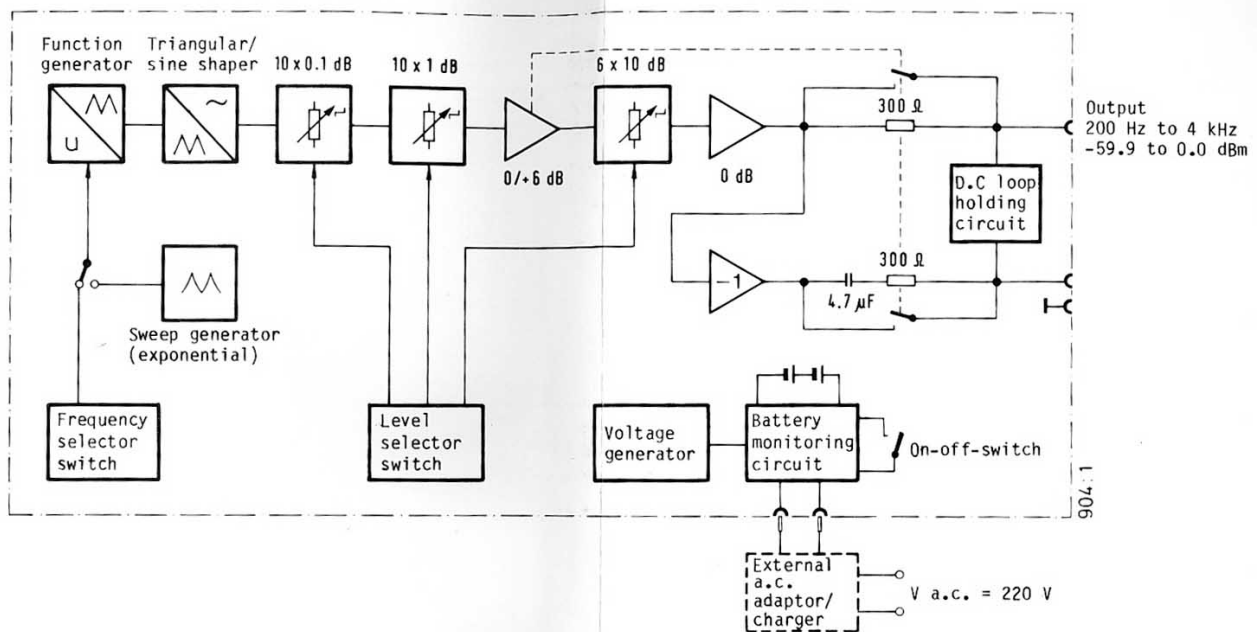 Function
generator
Triangular/
sine shaper
10 x 0.1 dB
10 x 1 dB
6 x 10 dB
u
0/+6 dB
0 dB
300 Ω
Output
200 Hz to 4 kHz
-59.9 to 0.0 dBm
D.C loop
holding
circuit
-1
4.7 µF
300 Ω
Sweep generator
(exponential)
Frequency
selector
switch
Level
selector
switch
Voltage
generator
Battery
monitoring
circuit
On-off-switch
904.1
External
a.c.
adaptor/
charger
V a.c. = 220 V